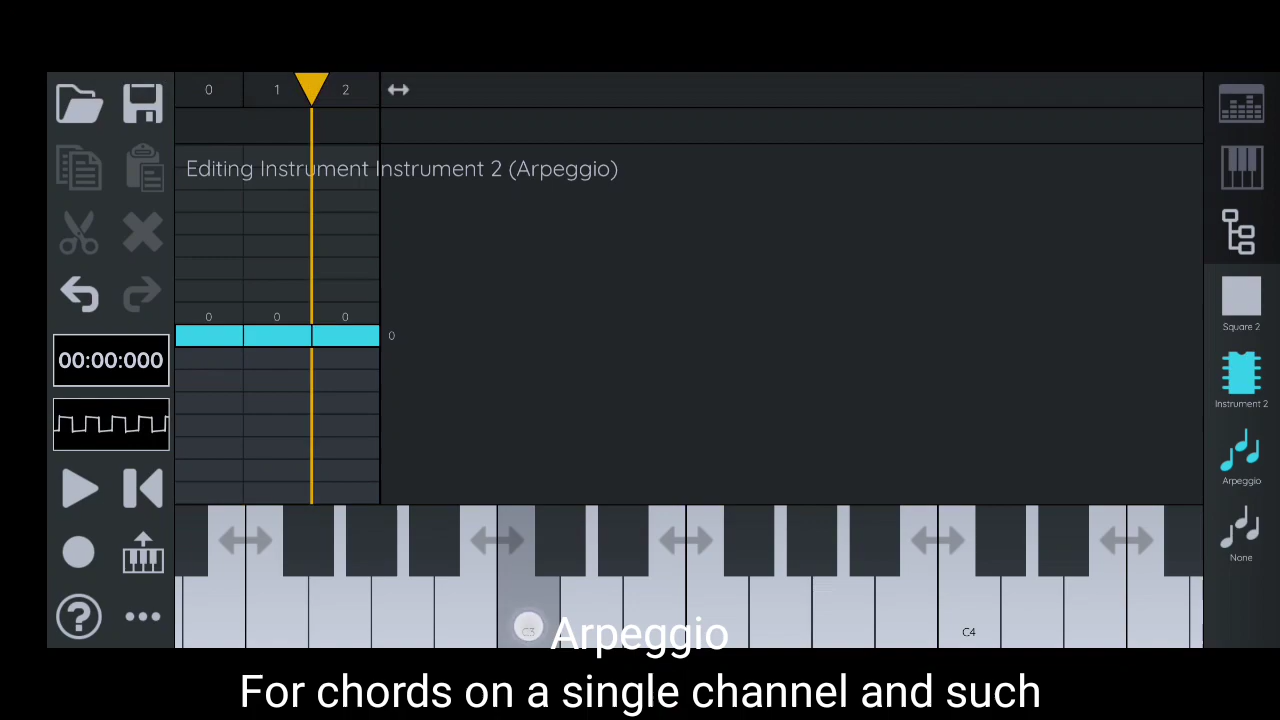 0 1 2
Editing Instrument Instrument 2 (Arpeggio)
Square 2
0 0 0
0
00:00:000
Instrument 2
Arpeggio
None
C3
C4
Arpeggio
For chords on a single channel and such